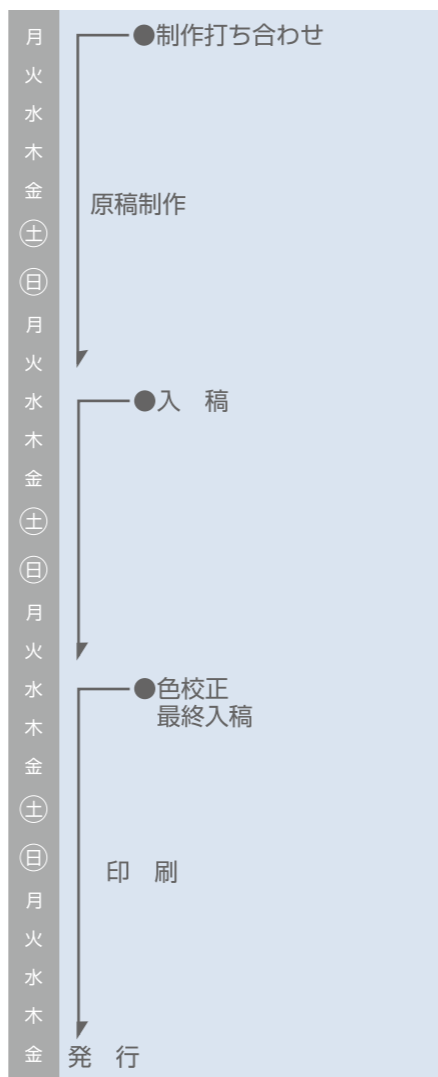 月 ●制作打ち合わせ
火
水
木
金 原稿制作
土
日
月
火
水 ●入　稿
木
金
土
日
月
火
水 ●色校正
木 最終入稿
金
土
日 印　刷
月
火
水
木
金 発　行